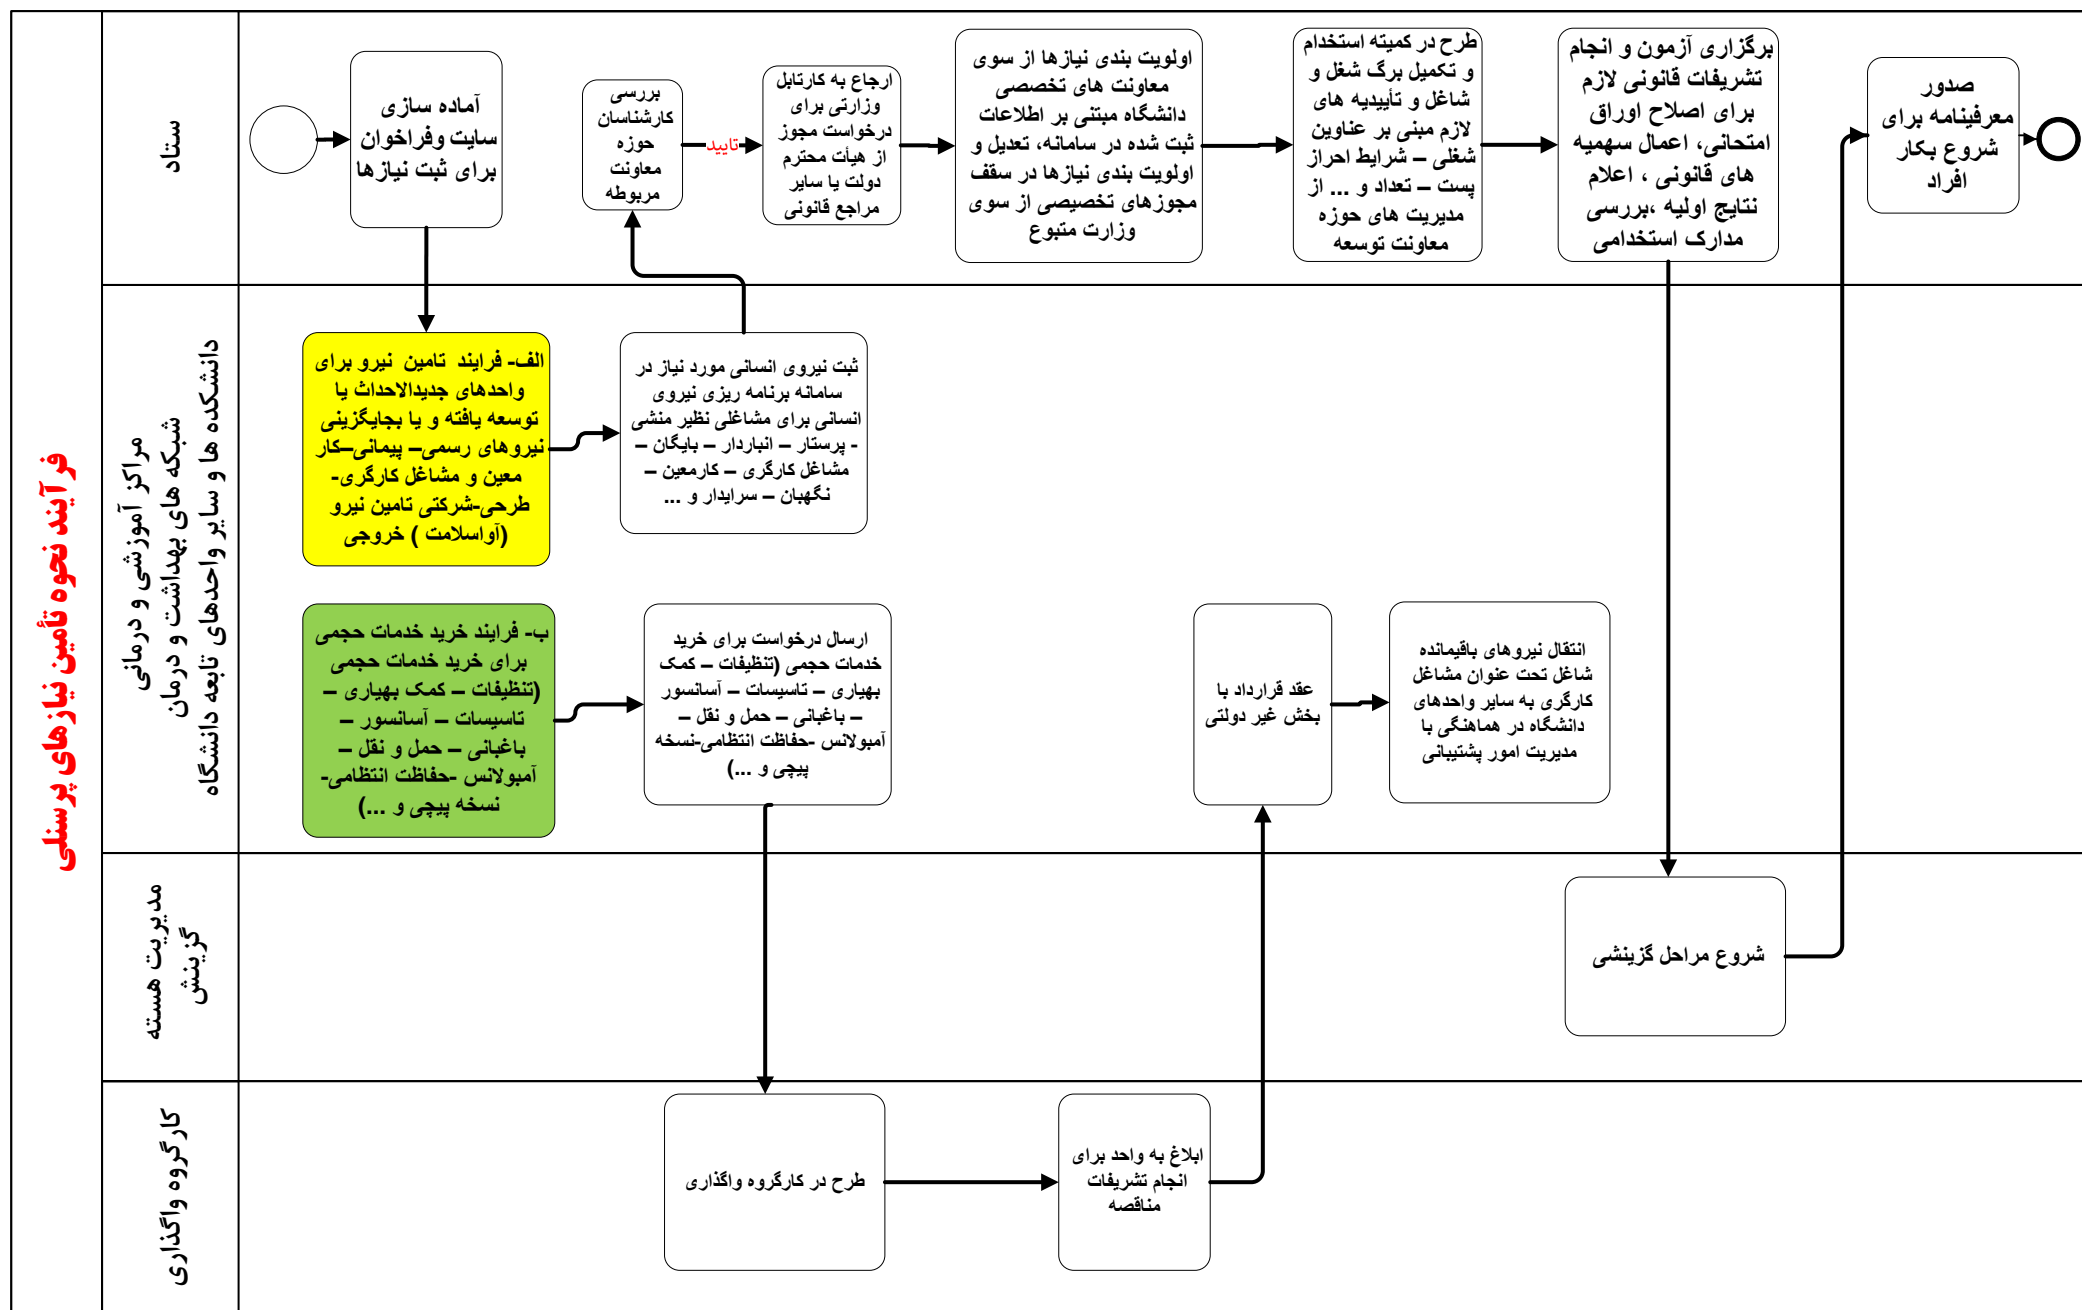 فرآیند نحوه تأمین نیازهای پرسنلی
ستاد
آماده سازی
سایت وفراخوان
برای ثبت نیازها
بررسی
کارشناسان
حوزه
معاونت
مربوطه
تایید
ارجاع به کارتابل
وزارتی برای
درخواست مجوز
از هیأت محترم
دولت یا سایر
مراجع قانونی
اولویت بندی نیازها از سوی
معاونت های تخصصی
دانشگاه مبتنی بر اطلاعات
ثبت شده در سامانه، تعدیل و
اولویت بندی نیازها در سقف
مجوزهای تخصیصی از سوی
وزارت متبوع
طرح در کمیته استخدام
و تکمیل برگ شغل و
شاغل و تأییدیه های
لازم مبنی بر عناوین
شغلی – شرایط احراز
پست – تعداد و ... از
مدیریت های حوزه
معاونت توسعه
برگزاری آزمون و انجام
تشریفات قانونی لازم
برای اصلاح اوراق
امتحانی، اعمال سهمیه
های قانونی ، اعلام
نتایج اولیه ،بررسی
مدارک استخدامی
صدور
معرفینامه برای
شروع بکار
افراد
مراکز آموزشی و درمانی
شبکه های بهداشت و درمان
دانشکده ها و سایر واحدهای تابعه دانشگاه
الف- فرایند تامین نیرو برای
واحدهای جدیدالاحداث یا
توسعه یافته و یا بجایگزینی
نیروهای رسمی– پیمانی–کار
معین و مشاغل کارگری-
طرحی-شرکتی تامین نیرو
(آواسلامت ) خروجی
ثبت نیروی انسانی مورد نیاز در
سامانه برنامه ریزی نیروی
انسانی برای مشاغلی نظیر منشی
- پرستار – انباردار – بایگان –
مشاغل کارگری – کارمعین –
نگهبان – سرایدار و ...
ب- فرایند خرید خدمات حجمی
برای خرید خدمات حجمی
(تنظیفات – کمک بهیاری –
تاسیسات – آسانسور –
باغبانی – حمل و نقل –
آمبولانس -حفاظت انتظامی-
نسخه پیچی و ...)
ارسال درخواست برای خرید
خدمات حجمی (تنظیفات – کمک
بهیاری – تاسیسات – آسانسور
– باغبانی – حمل و نقل –
آمبولانس -حفاظت انتظامی-نسخه
پیچی و ...)
عقد قرارداد با
بخش غیر دولتی
انتقال نیروهای باقیمانده
شاغل تحت عنوان مشاغل
کارگری به سایر واحدهای
دانشگاه در هماهنگی با
مدیریت امور پشتیبانی
مدیریت هسته
گزینش
شروع مراحل گزینشی
کارگروه واگذاری
طرح در کارگروه واگذاری
ابلاغ به واحد برای
انجام تشریفات
مناقصه